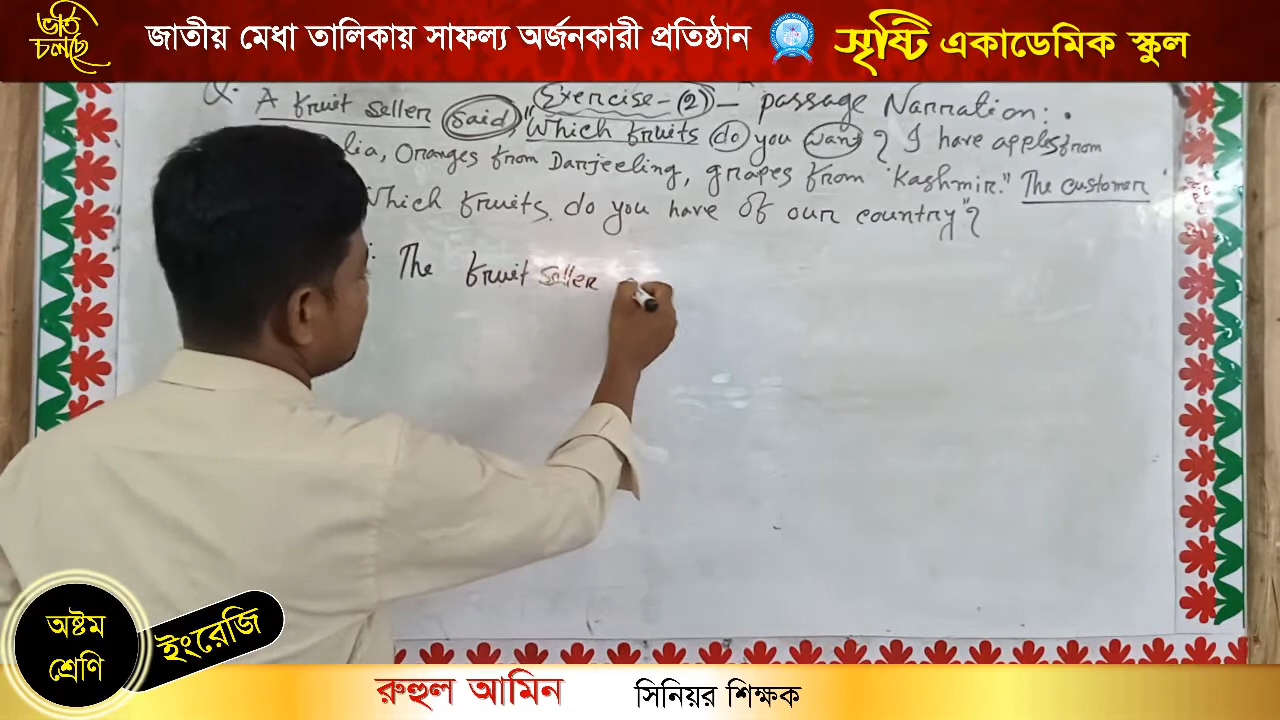 ভর্তি চলছে
জাতীয় মেধা তালিকায় সাফল্য অর্জনকারী প্রতিষ্ঠান
সৃষ্টি একাডেমিক স্কুল
Exercise-(2) - passage Narration:.
Q. A fruit seller said, "Which fruits do you want? I have apples from
lia, Oranges from Darjeeling, grapes from Kashmir." The customer
Which fruits do you have of our country"?
: The fruit seller
অষ্টম
শ্রেণি
ইংরেজি
রুহুল আমিন সিনিয়র শিক্ষক